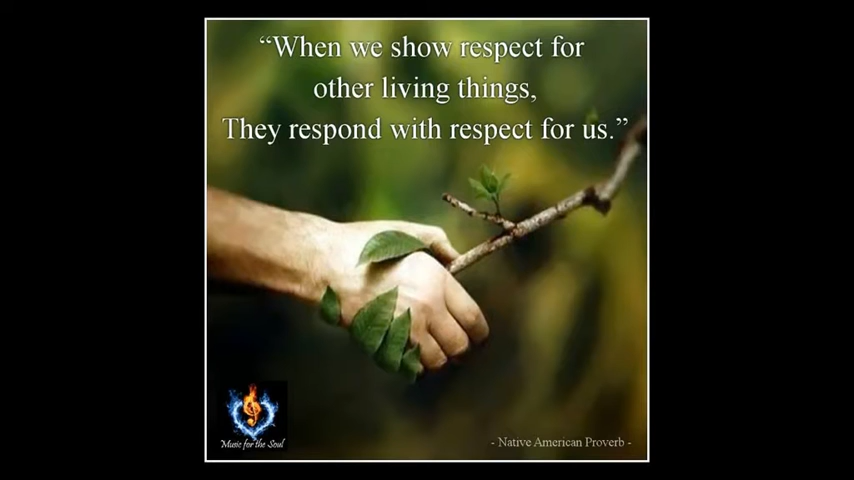 “When we show respect for
other living things,
They respond with respect for us.”
Music for the Soul
- Native American Proverb -